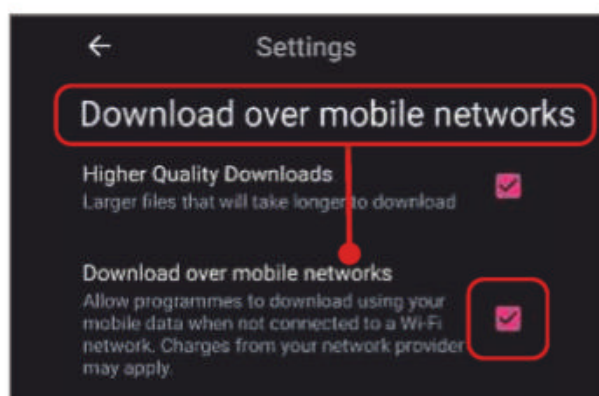 Settings
Download over mobile networks
Higher Quality Downloads
Larger files that will take longer to download
Download over mobile networks
Allow programmes to download using your
mobile data when not connected to a Wi-Fi
network. Charges from your network provider
may apply.